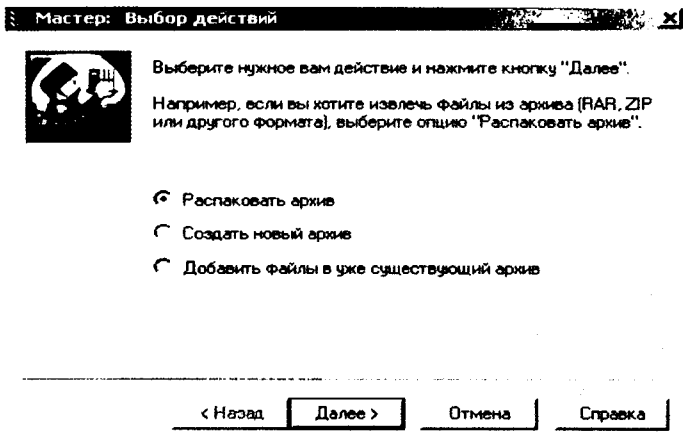 Мастер: Выбор действий
Выберите нужное вам действие и нажмите кнопку "Далее".
Например, если вы хотите извлечь файлы из архива (RAR, ZIP
или другого формата), выберите опцию "Распаковать архив".
Распаковать архив
Создать новый архив
Добавить файлы в уже существующий архив
< Назад
Далее >
Отмена
Справка